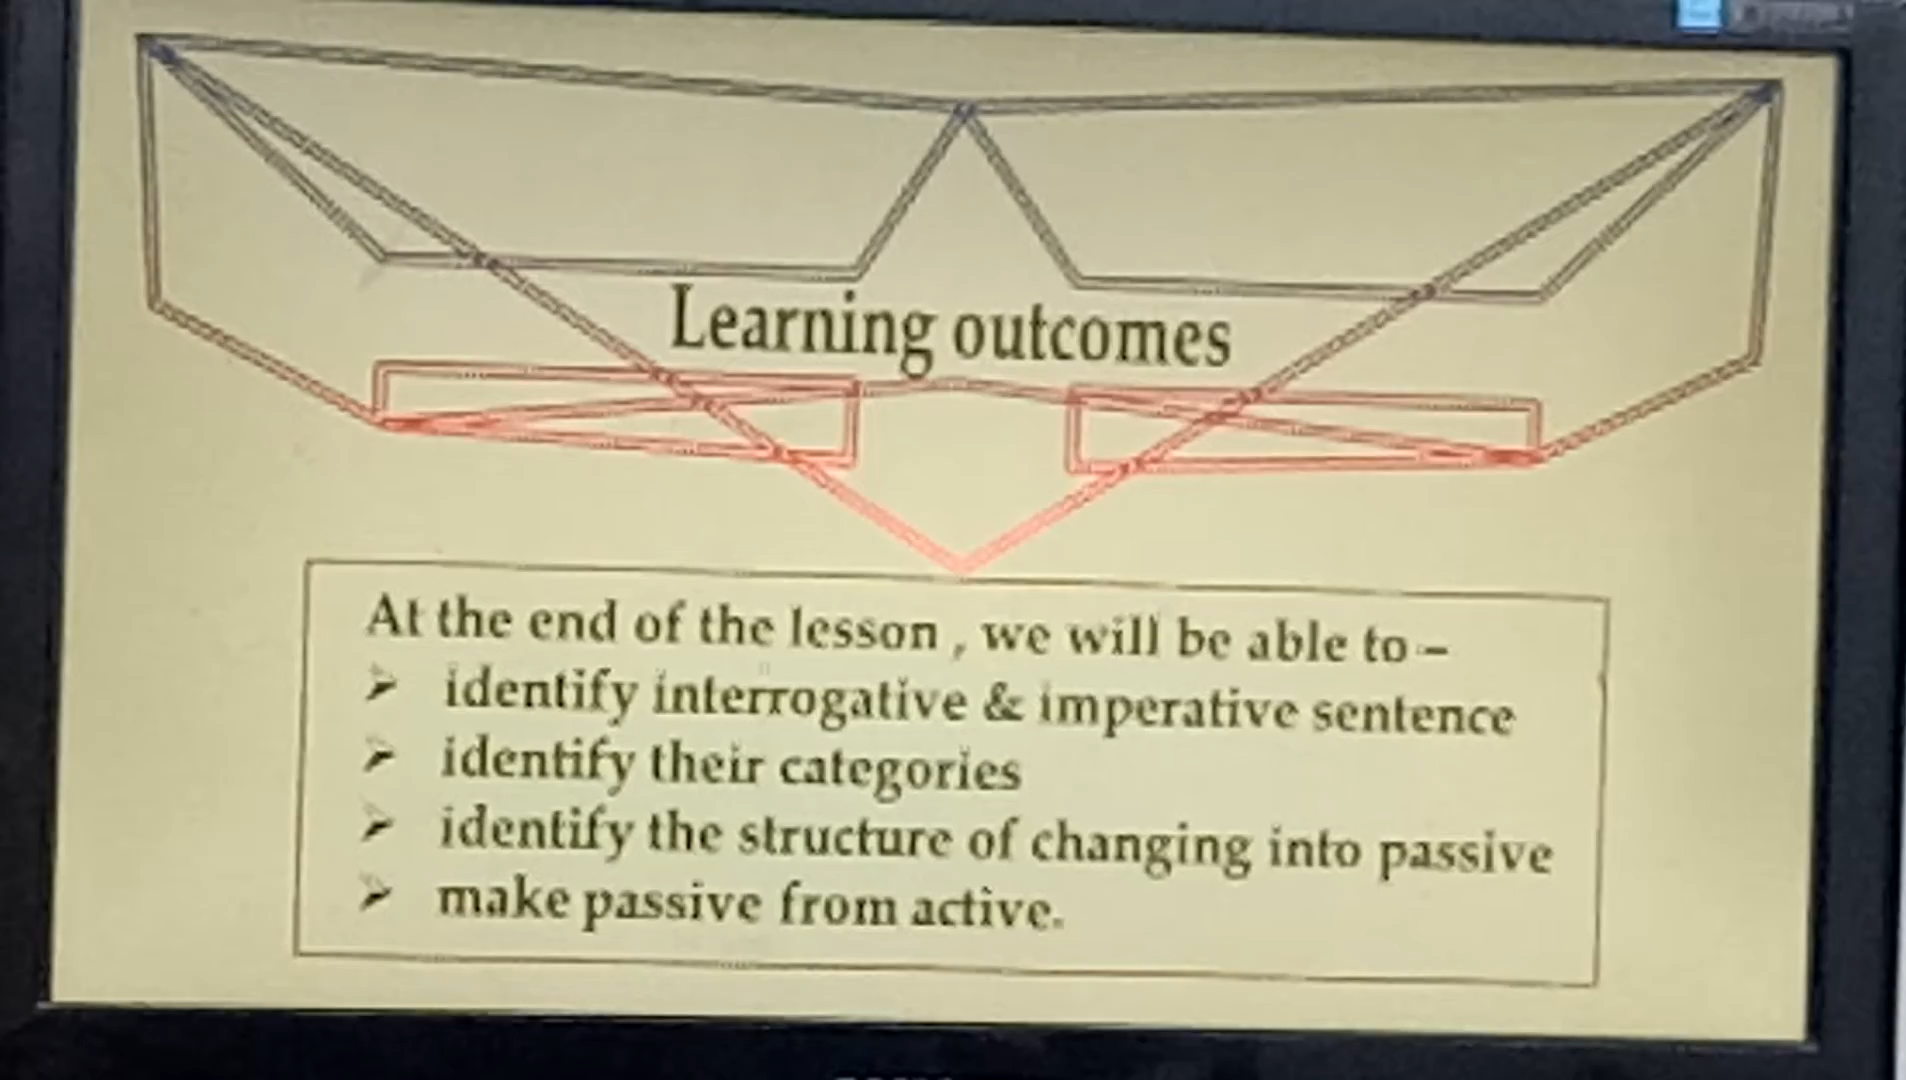 Learning outcomes
At the end of the lesson , we will be able to –
➢ identify interrogative & imperative sentence
➢ identify their categories
➢ identify the structure of changing into passive
➢ make passive from active.